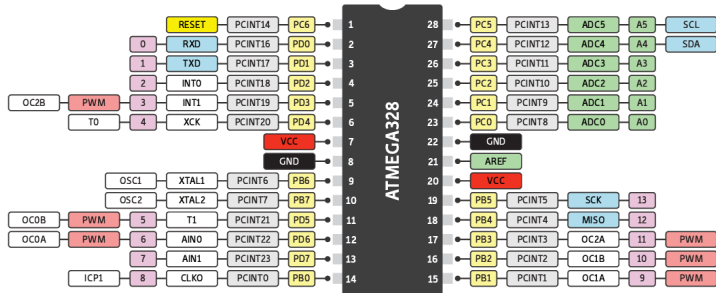 RESET PCINT14 PC6 1 28 PC5 PCINT13 ADC5 A5 SCL
0 RXD PCINT16 PD0 2 27 PC4 PCINT12 ADC4 A4 SDA
1 TXD PCINT17 PD1 3 26 PC3 PCINT11 ADC3 A3
2 INT0 PCINT18 PD2 4 25 PC2 PCINT10 ADC2 A2
OC2B PWM 3 INT1 PCINT19 PD3 5 24 PC1 PCINT9 ADC1 A1
T0 4 XCK PCINT20 PD4 6 23 PC0 PCINT8 ADC0 A0
VCC 7 22 GND
GND 8 21 AREF
OSC1 XTAL1 PCINT6 PB6 9 20 VCC
OSC2 XTAL2 PCINT7 PB7 10 19 PB5 PCINT5 SCK 13
OC0B PWM 5 T1 PCINT21 PD5 11 18 PB4 PCINT4 MISO 12
OC0A PWM 6 AIN0 PCINT22 PD6 12 17 PB3 PCINT3 OC2A 11 PWM
7 AIN1 PCINT23 PD7 13 16 PB2 PCINT2 OC1B 10 PWM
ICP1 8 CLKO PCINT0 PB0 14 15 PB1 PCINT1 OC1A 9 PWM
ATMEGA328